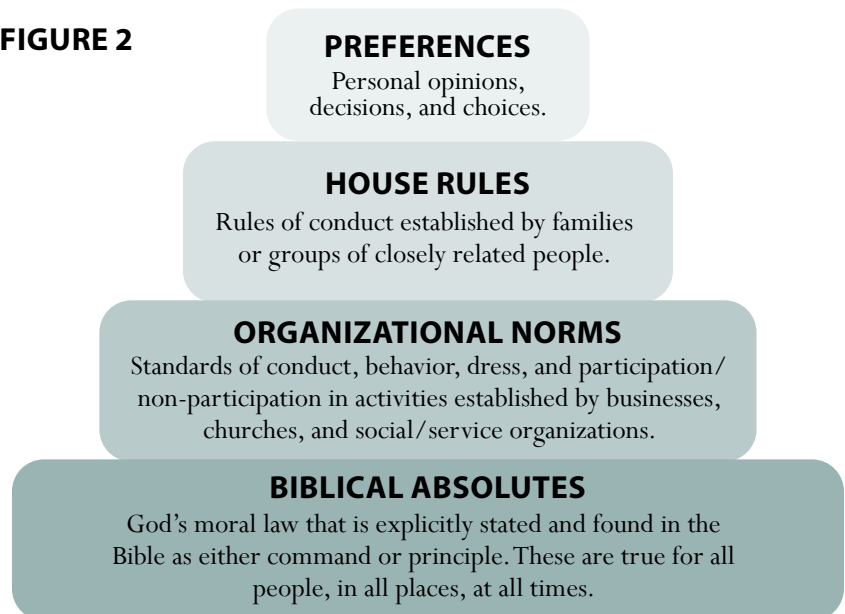 FIGURE 2
PREFERENCES
Personal opinions,
decisions, and choices.
HOUSE RULES
Rules of conduct established by families
or groups of closely related people.
ORGANIZATIONAL NORMS
Standards of conduct, behavior, dress, and participation/
non-participation in activities established by businesses,
churches, and social/service organizations.
BIBLICAL ABSOLUTES
God’s moral law that is explicitly stated and found in the
Bible as either command or principle. These are true for all
people, in all places, at all times.